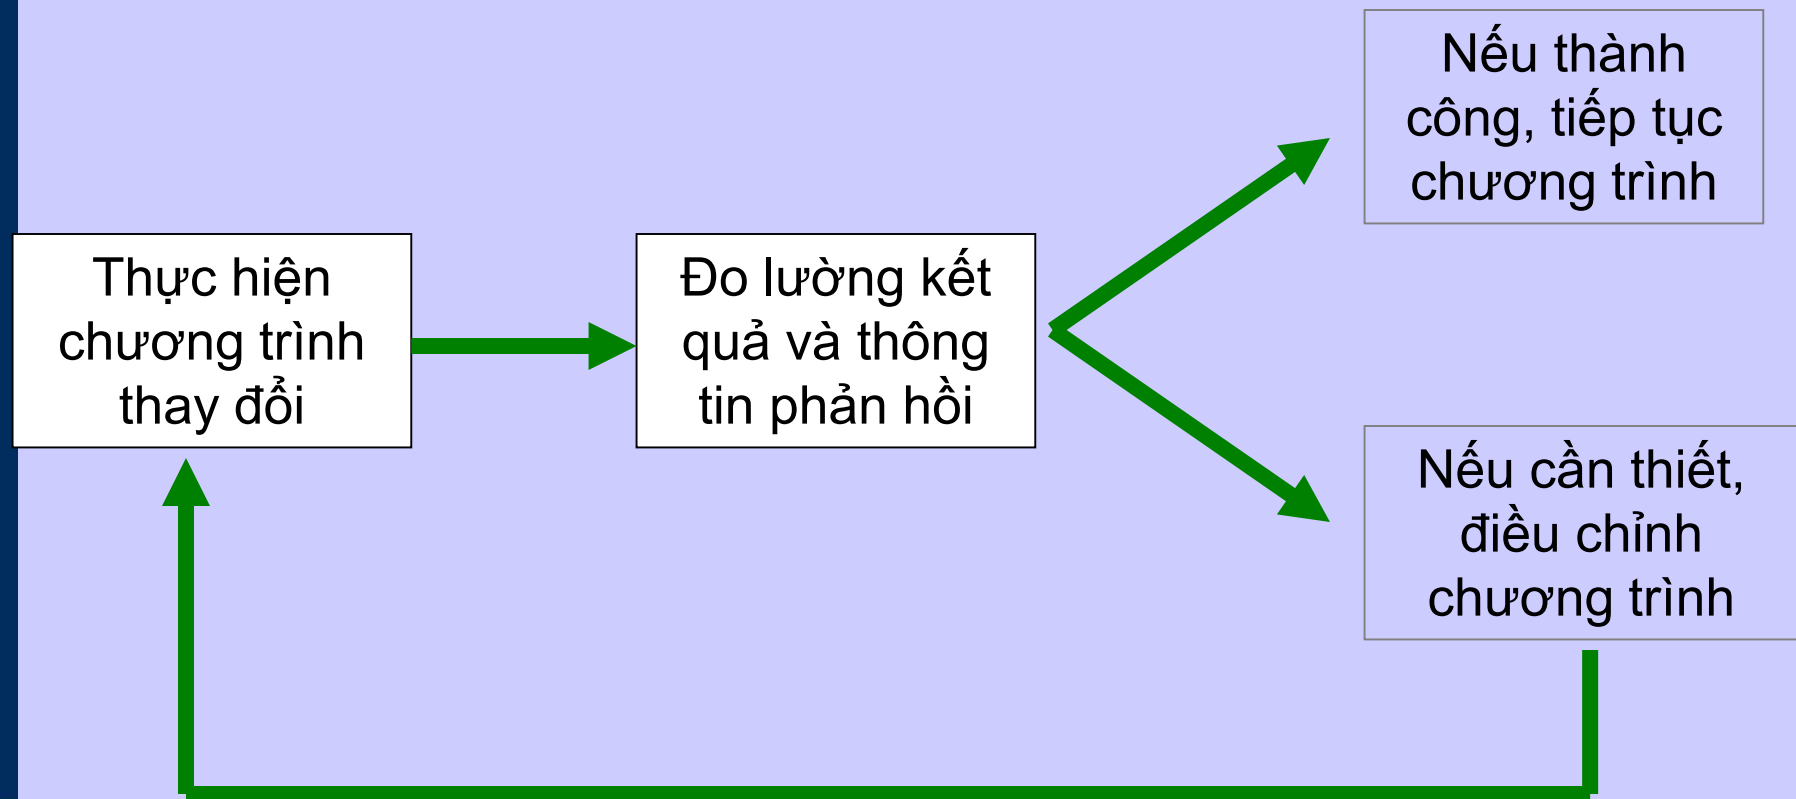 Thực hiện
chương trình
thay đổi
Đo lường kết
quả và thông
tin phản hồi
Nếu thành
công, tiếp tục
chương trình
Nếu cần thiết,
điều chỉnh
chương trình